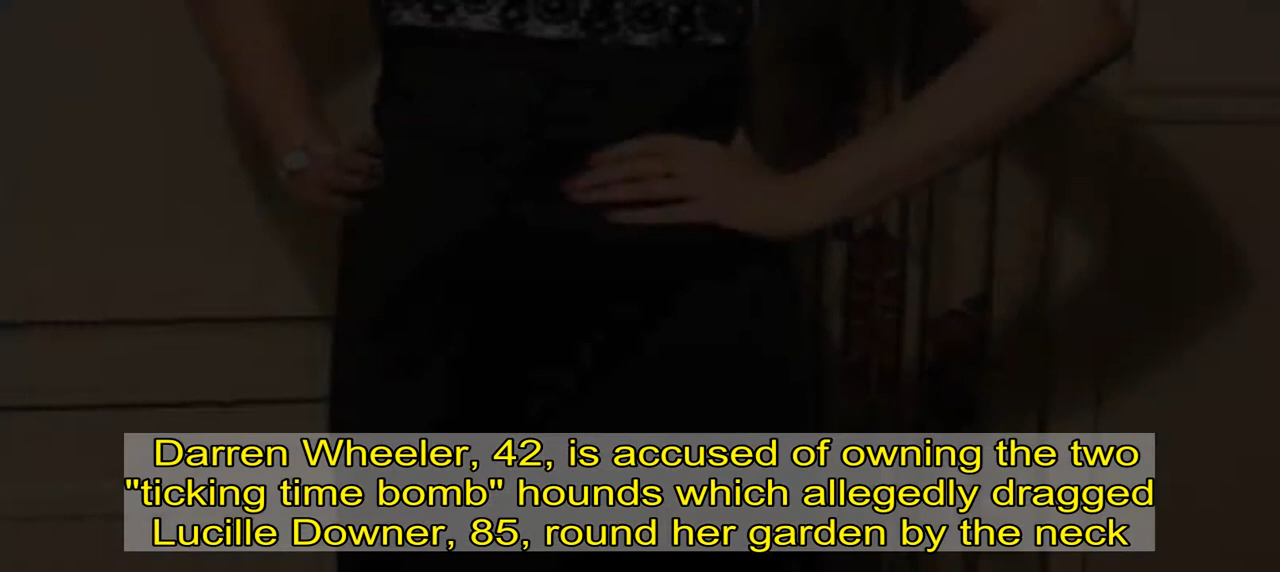 Darren Wheeler, 42, is accused of owning the two
"ticking time bomb" hounds which allegedly dragged
Lucille Downer, 85, round her garden by the neck